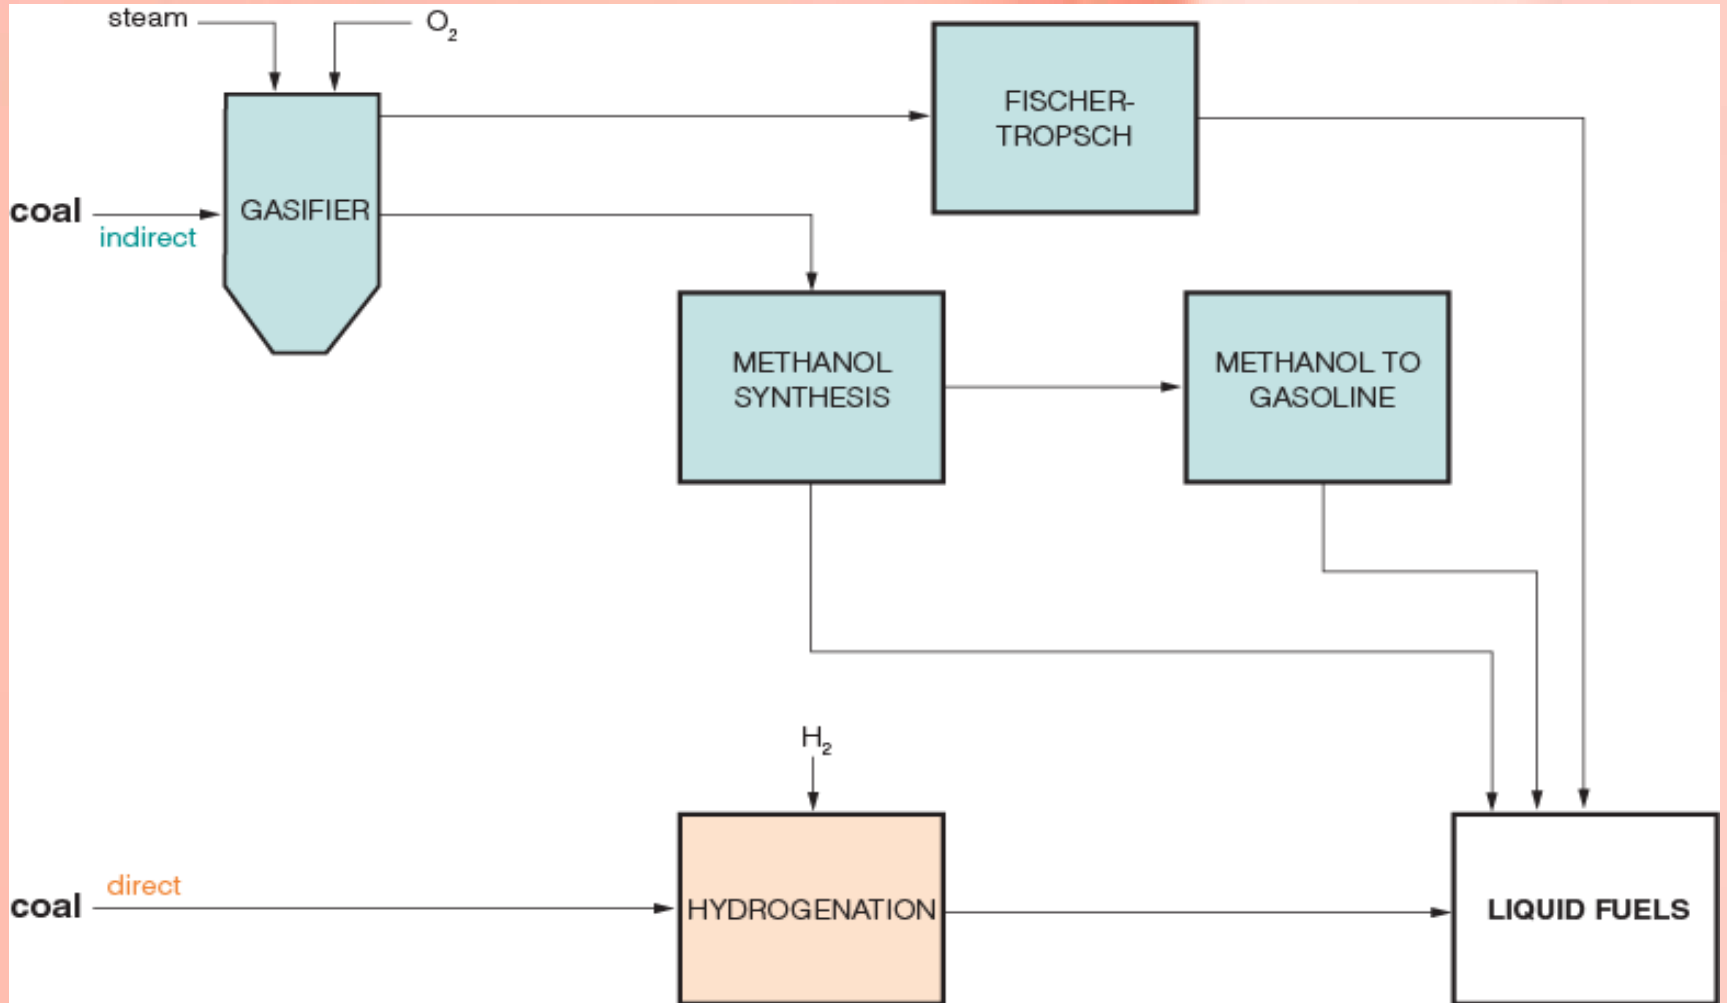 steam
O₂
FISCHER-
TROPSCH
coal
indirect
GASIFIER
METHANOL
SYNTHESIS
METHANOL TO
GASOLINE
H₂
coal
direct
HYDROGENATION
LIQUID FUELS